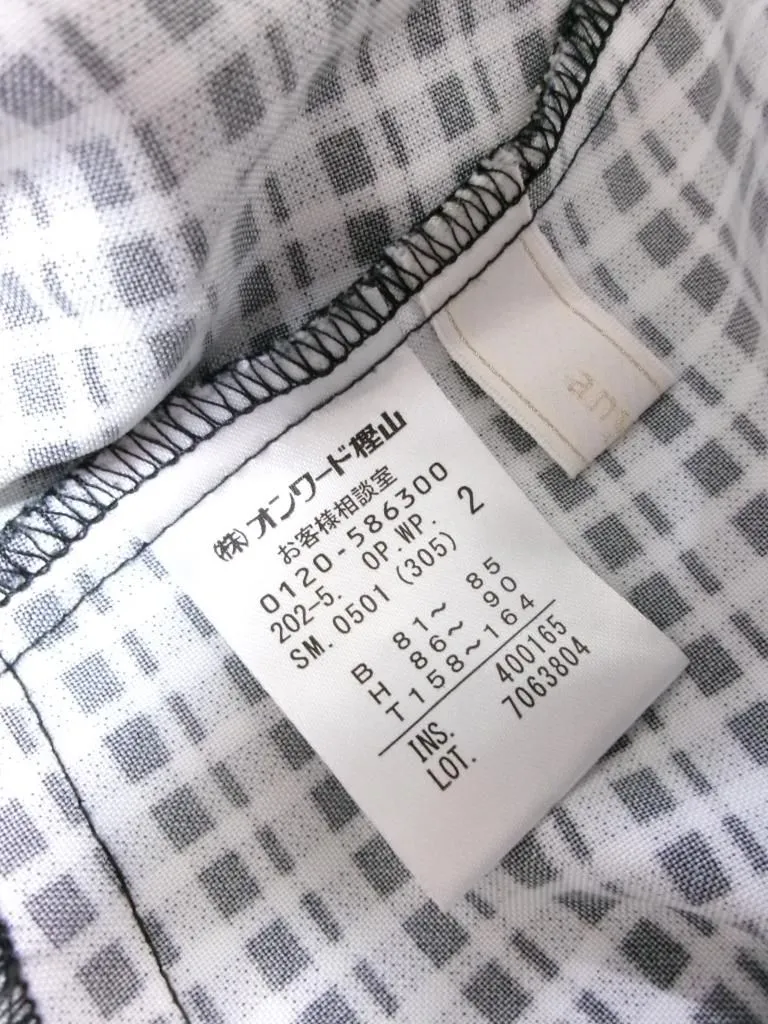 (株) オンワード樫山
お客様相談室
0120-586300
202-5. OP.WP. 2
SM. 0501 (305)
B 81~ 85
H 86~ 90
T158~164
INS. 400165
LOT. 7063804